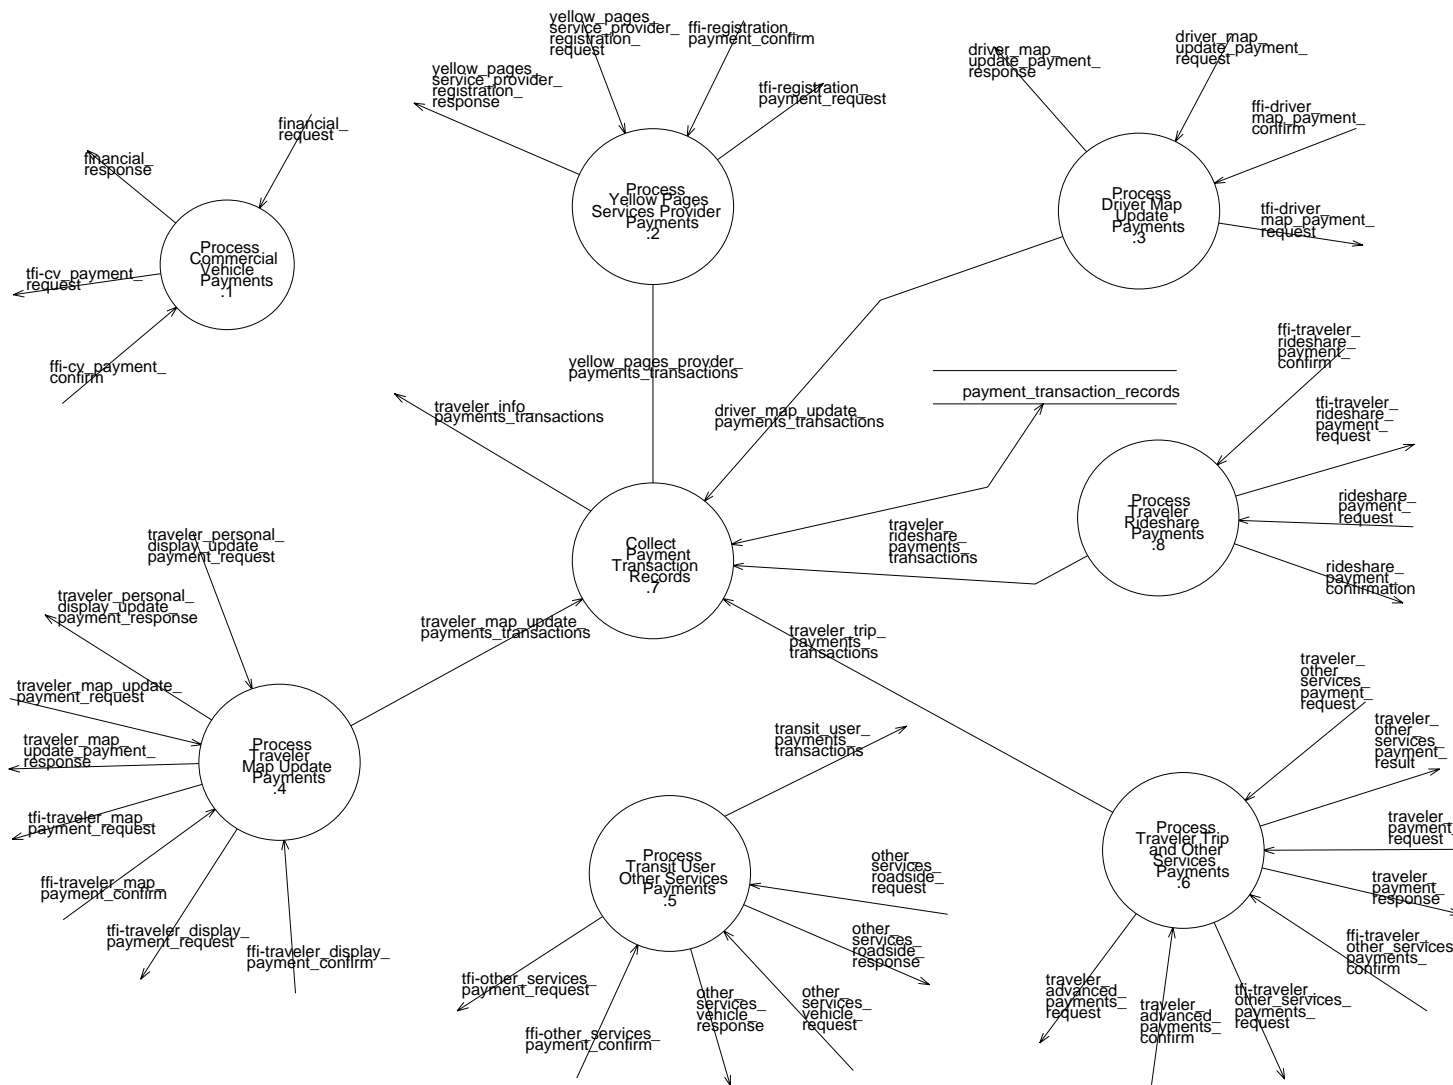 yellow_pages_
service_provider_
registration_
request
ffi-registration_
payment_confirm
yellow_pages_
service_provider_
registration_
response
tfi-registration_
payment_request
driver_map_
update_payment_
response
driver_map_
update_payment_
request
ffi-driver_
map_payment_
confirm
tfi-driver_
map_payment_
request
financial_
request
financial_
response
tfi-cv_payment_
request
ffi-cv_payment_
confirm
Process
Commercial
Vehicle
Payments
.1
Process
Yellow Pages
Services Provider
Payments
.2
Process
Driver Map
Update
Payments
.3
yellow_pages_provder_
payments_transactions
traveler_info_
payments_transactions
driver_map_update_
payments_transactions
payment_transaction_records
ffi-traveler_
rideshare_
payment_
confirm
tfi-traveler_
rideshare_
payment_
request
rideshare_
payment_
request
rideshare_
payment_
confirmation
Process
Traveler
Rideshare
Payments
.8
traveler_
rideshare_
payments_
transactions
Collect
Payment
Transaction
Records
.7
traveler_personal_
display_update_
payment_request
traveler_personal_
display_update_
payment_response
traveler_map_update_
payment_request
traveler_map_
update_payment_
response
tfi-traveler_map_
payment_request
ffi-traveler_map_
payment_confirm
tfi-traveler_display_
payment_request
ffi-traveler_display_
payment_confirm
Process
Traveler
Map Update
Payments
.4
traveler_map_update_
payments_transactions
traveler_trip_
payments_
transactions
transit_user_
payments_
transactions
Process
Transit User
Other Services
Payments
.5
other_
services_
roadside_
request
other_
services_
roadside_
response
tfi-other_services_
payment_request
ffi-other_services_
payment_confirm
other_
services_
vehicle_
response
other_
services_
vehicle_
request
traveler_
other_
services_
payment_
request
traveler_
other_
services_
payment_
result
traveler_
payment_
request
traveler_
payment_
response
ffi-traveler_
other_services_
payments_
confirm
Process
Traveler Trip
and Other
Services
Payments
.6
traveler_
advanced_
payments_
request
traveler_
advanced_
payments_
confirm
tfi-traveler_
other_services_
payments_
request